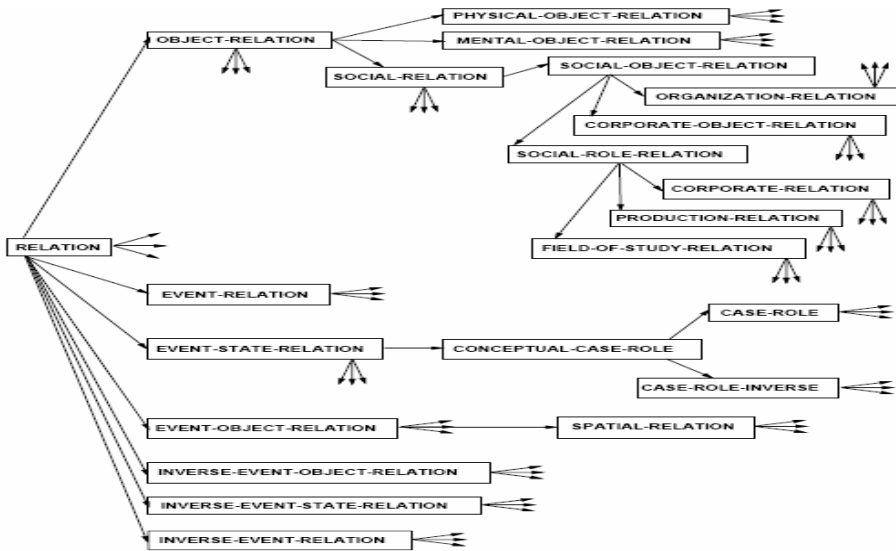 PHYSICAL-OBJECT-RELATION
OBJECT-RELATION
MENTAL-OBJECT-RELATION
SOCIAL-OBJECT-RELATION
SOCIAL-RELATION
ORGANIZATION-RELATION
CORPORATE-OBJECT-RELATION
SOCIAL-ROLE-RELATION
CORPORATE-RELATION
PRODUCTION-RELATION
RELATION
FIELD-OF-STUDY-RELATION
EVENT-RELATION
CASE-ROLE
EVENT-STATE-RELATION
CONCEPTUAL-CASE-ROLE
CASE-ROLE-INVERSE
EVENT-OBJECT-RELATION
SPATIAL-RELATION
INVERSE-EVENT-OBJECT-RELATION
INVERSE-EVENT-STATE-RELATION
INVERSE-EVENT-RELATION